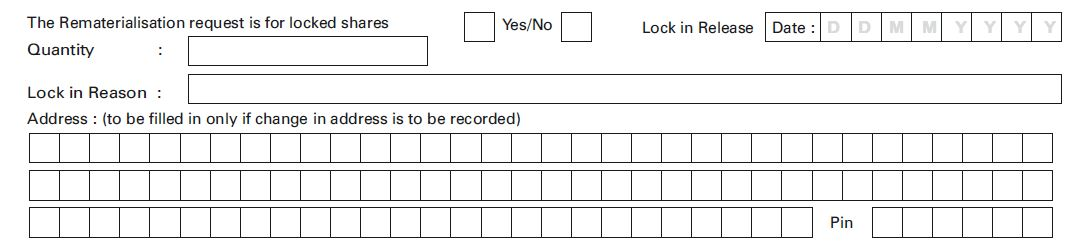 The Rematerialisation request is for locked shares Yes/No Lock in Release Date : D D M M Y Y Y Y
Quantity :
Lock in Reason :
Address : (to be filled in only if change in address is to be recorded)
Pin